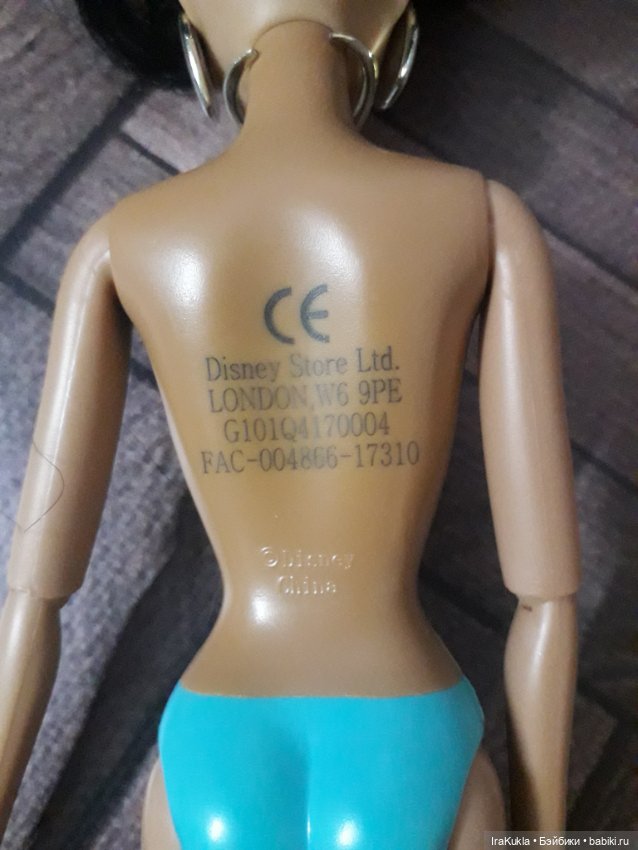 CE
Disney Store Ltd.
LONDON, W6 9PE
G101Q4170004
FAC-004866-17310
©Disney
China
IraKukla • Бэйбики • babiki.ru